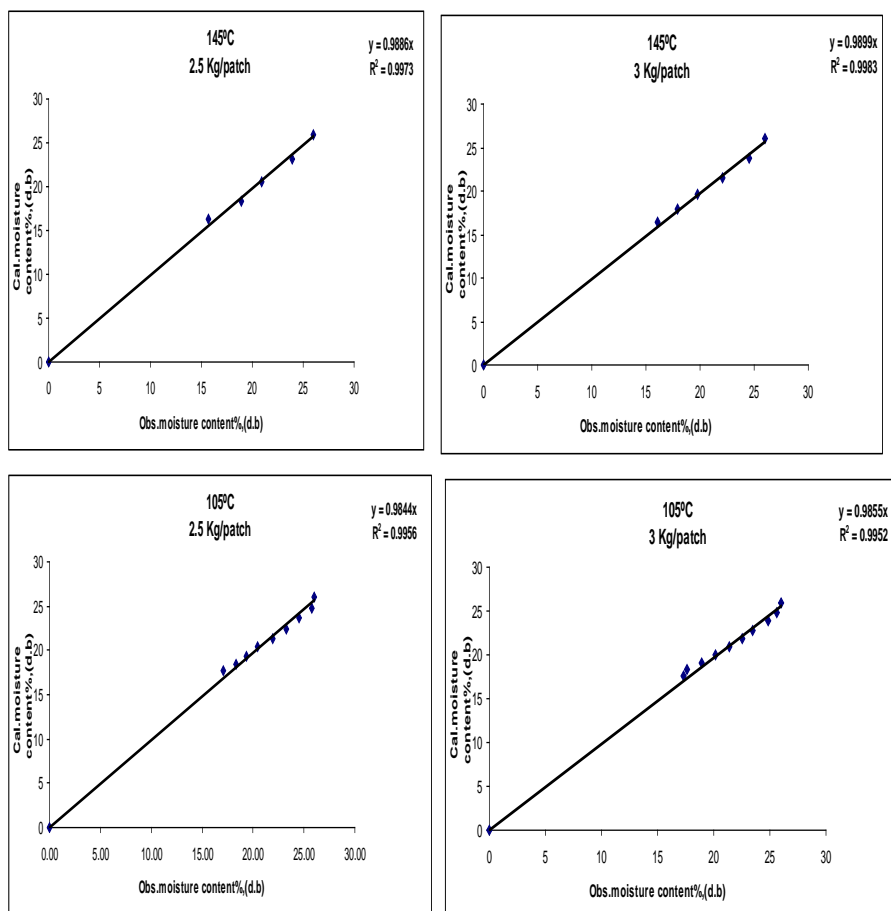 145ºC
2.5 Kg/patch
y = 0.9886x
R² = 0.9973
30
25
20
15
10
5
0
Cal.moisture
content%,(d.b)
0 5 10 15 20 25 30
Obs.moisture content%,(d.b)
145ºC
3 Kg/patch
y = 0.9899x
R² = 0.9983
30
25
20
15
10
5
0
Cal.moisture
content%,(d.b)
0 5 10 15 20 25 30
Obs.moisture content%,(d.b)
105ºC
2.5 Kg/patch
y = 0.9844x
R² = 0.9956
30
25
20
15
10
5
0
Cal.moisture
content%,(d.b)
0.00 5.00 10.00 15.00 20.00 25.00 30.00
Obs.moisture content%,(d.b)
105ºC
3 Kg/patch
y = 0.9855x
R² = 0.9952
30
25
20
15
10
5
0
Cal.moisture
content%,(d.b)
0 5 10 15 20 25 30
Obs.moisture content%,(d.b)